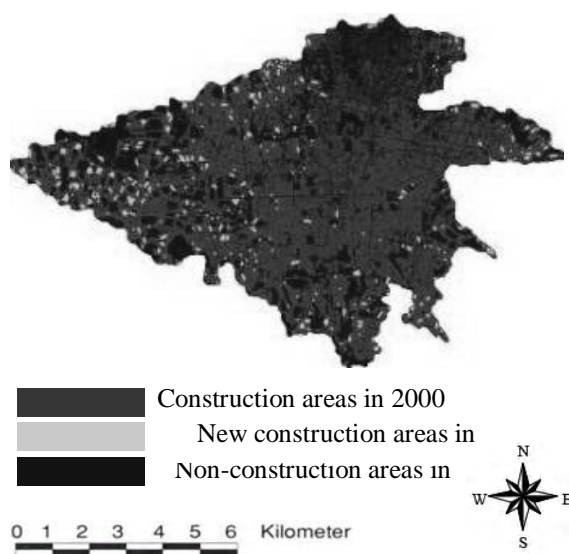 Construction areas in 2000
New construction areas in
Non-construction areas in
N
W E
S
0 1 2 3 4 5 6 Kilometer